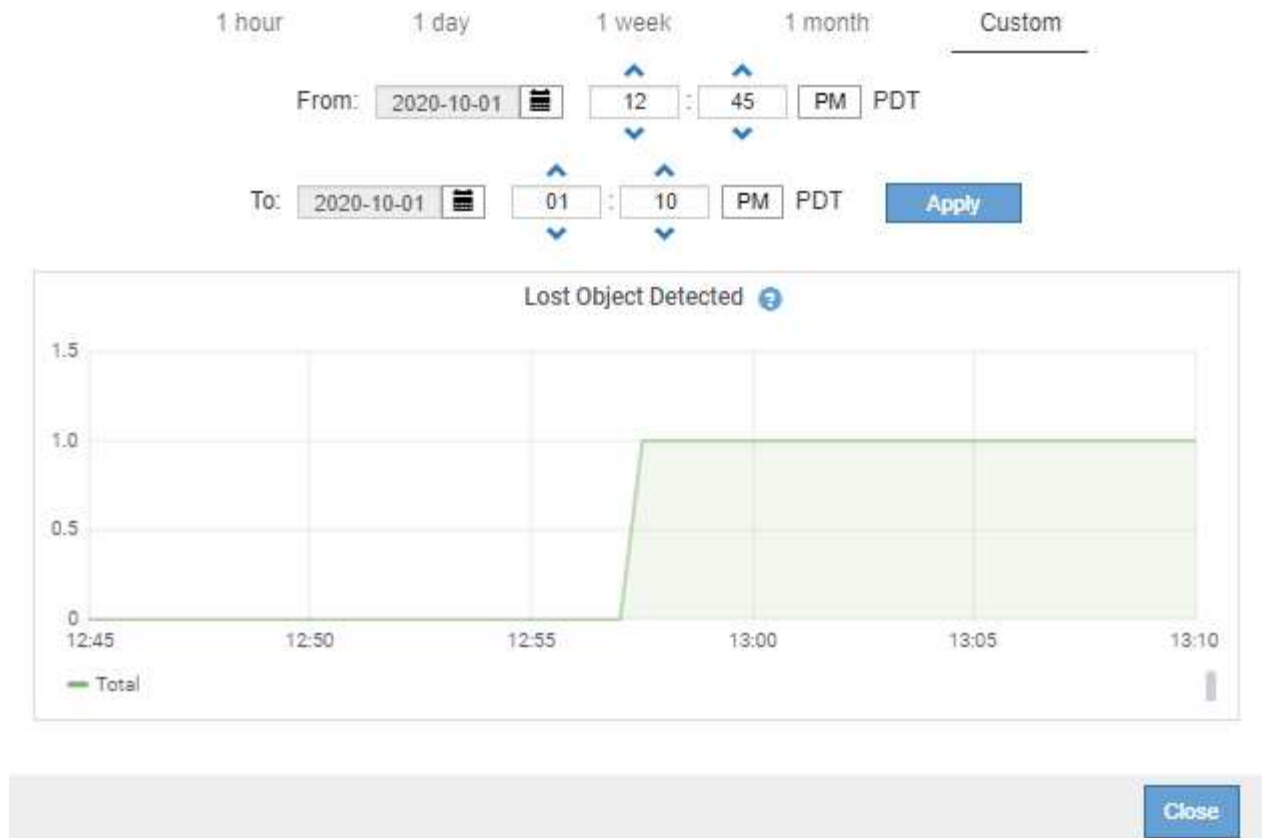 1 hour 1 day 1 week 1 month Custom
From: 2020-10-01 12 : 45 PM PDT
To: 2020-10-01 01 : 10 PM PDT Apply
Lost Object Detected ?
1.5
1.0
0.5
0
12:45 12:50 12:55 13:00 13:05 13:10
Total
Close